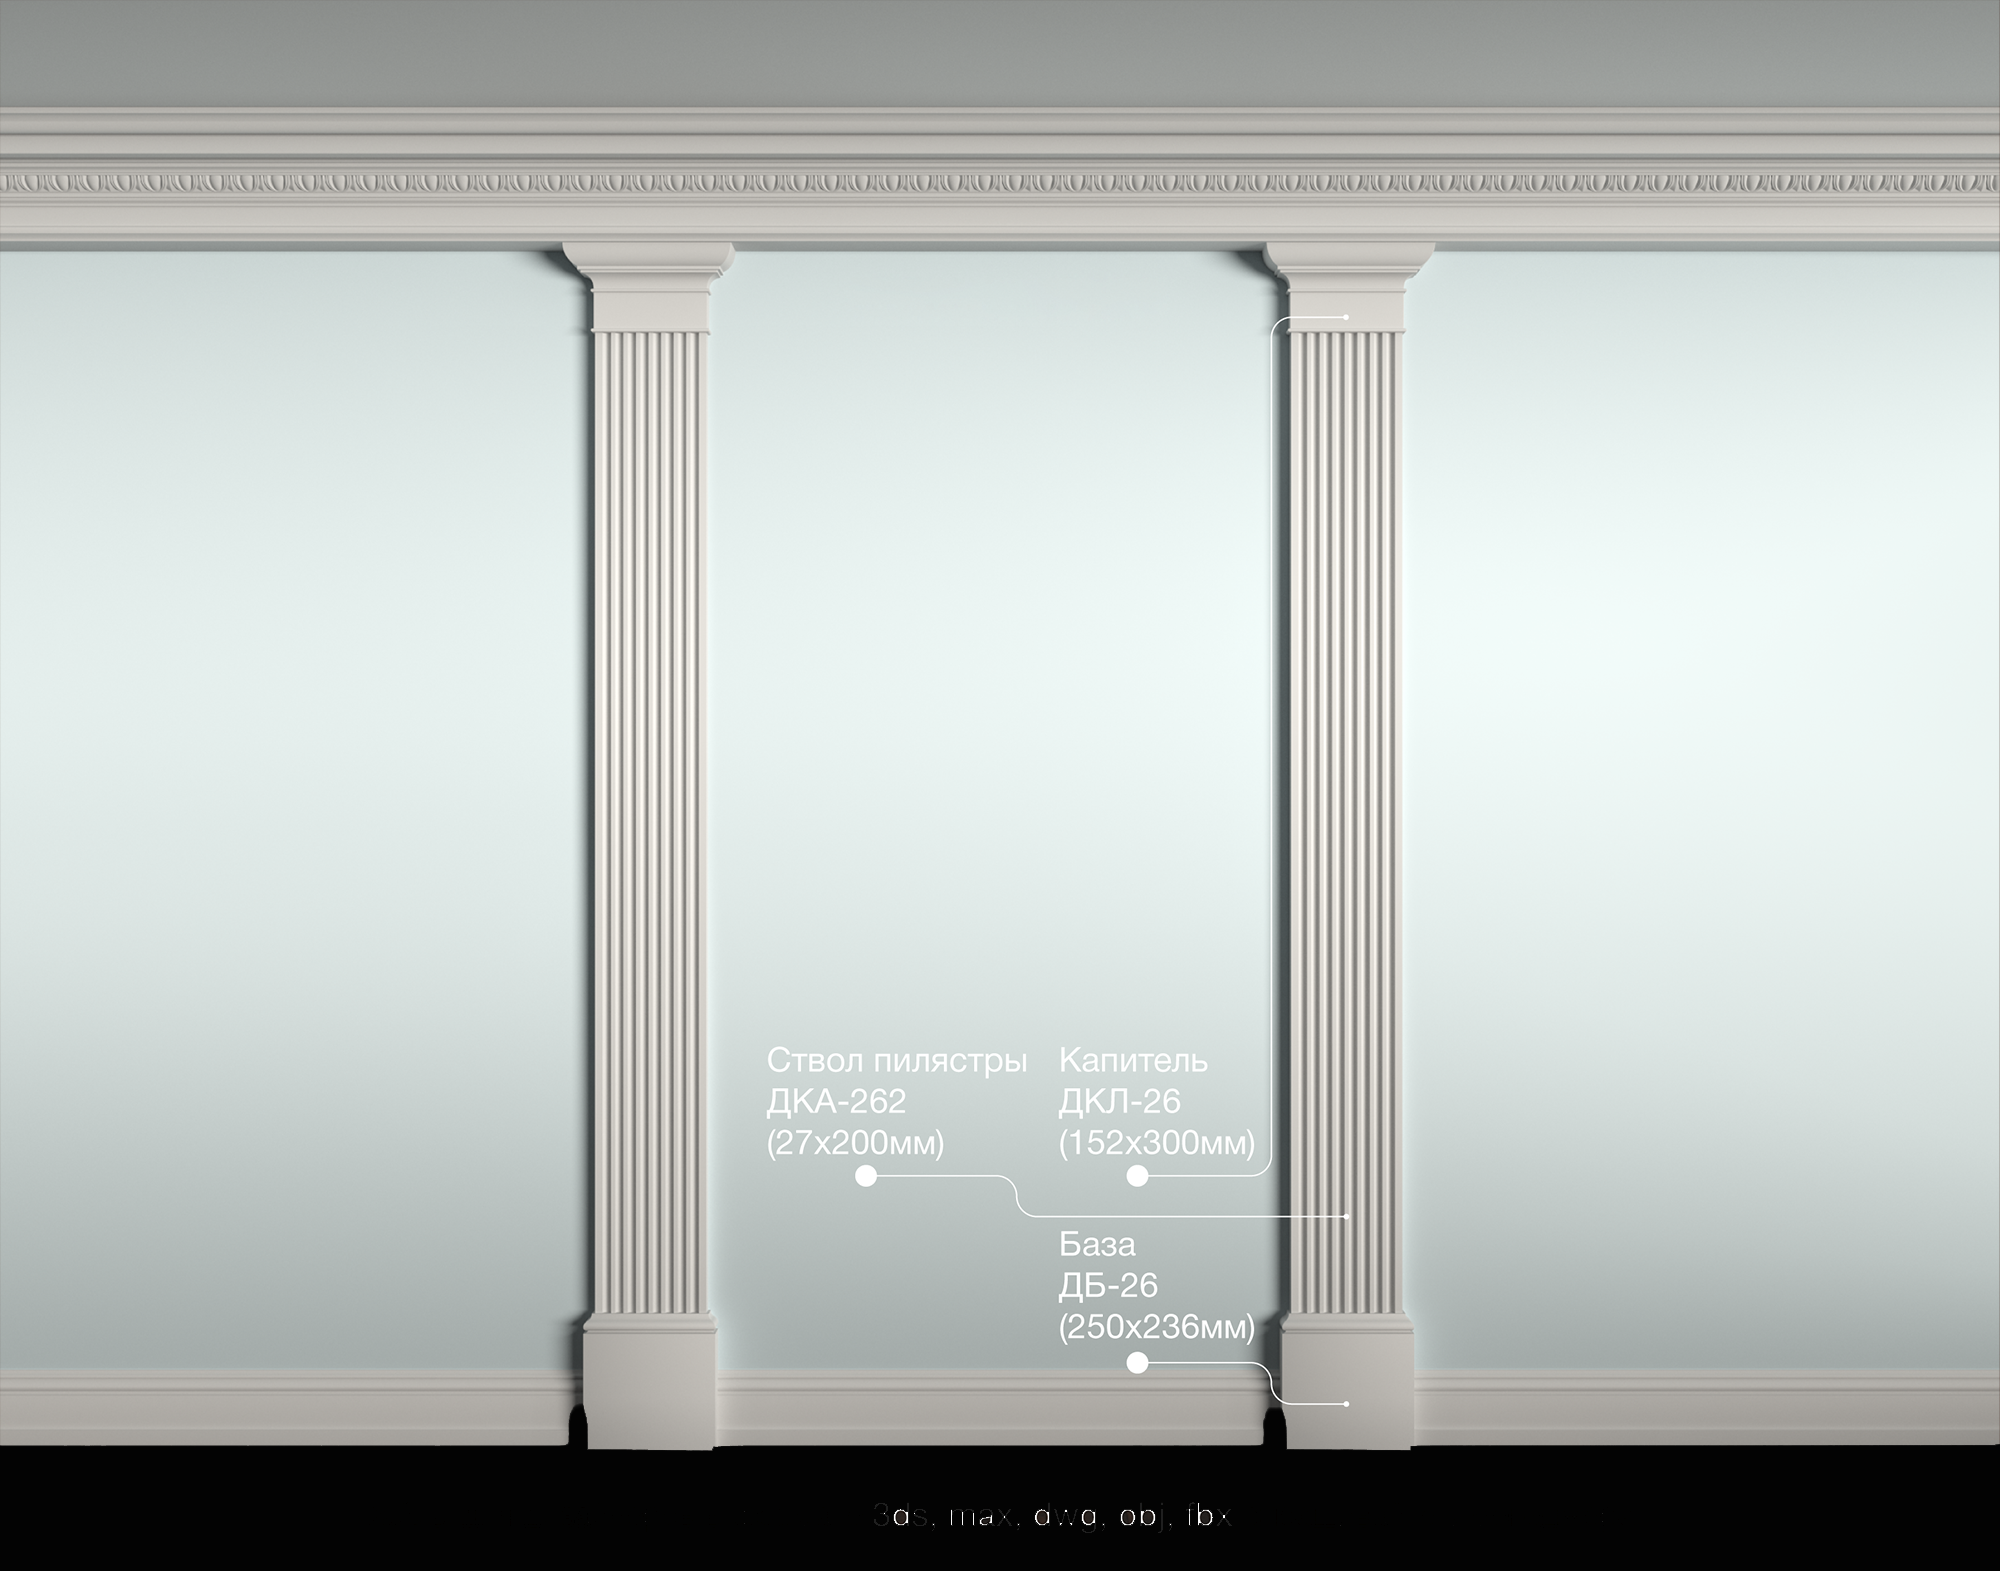 Ствол пилястры
ДКА-262
(27х200мм)
Капитель
ДКЛ-26
(152х300мм)
База
ДБ-26
(250х236мм)
3ds, max, dwg, obj, fbx